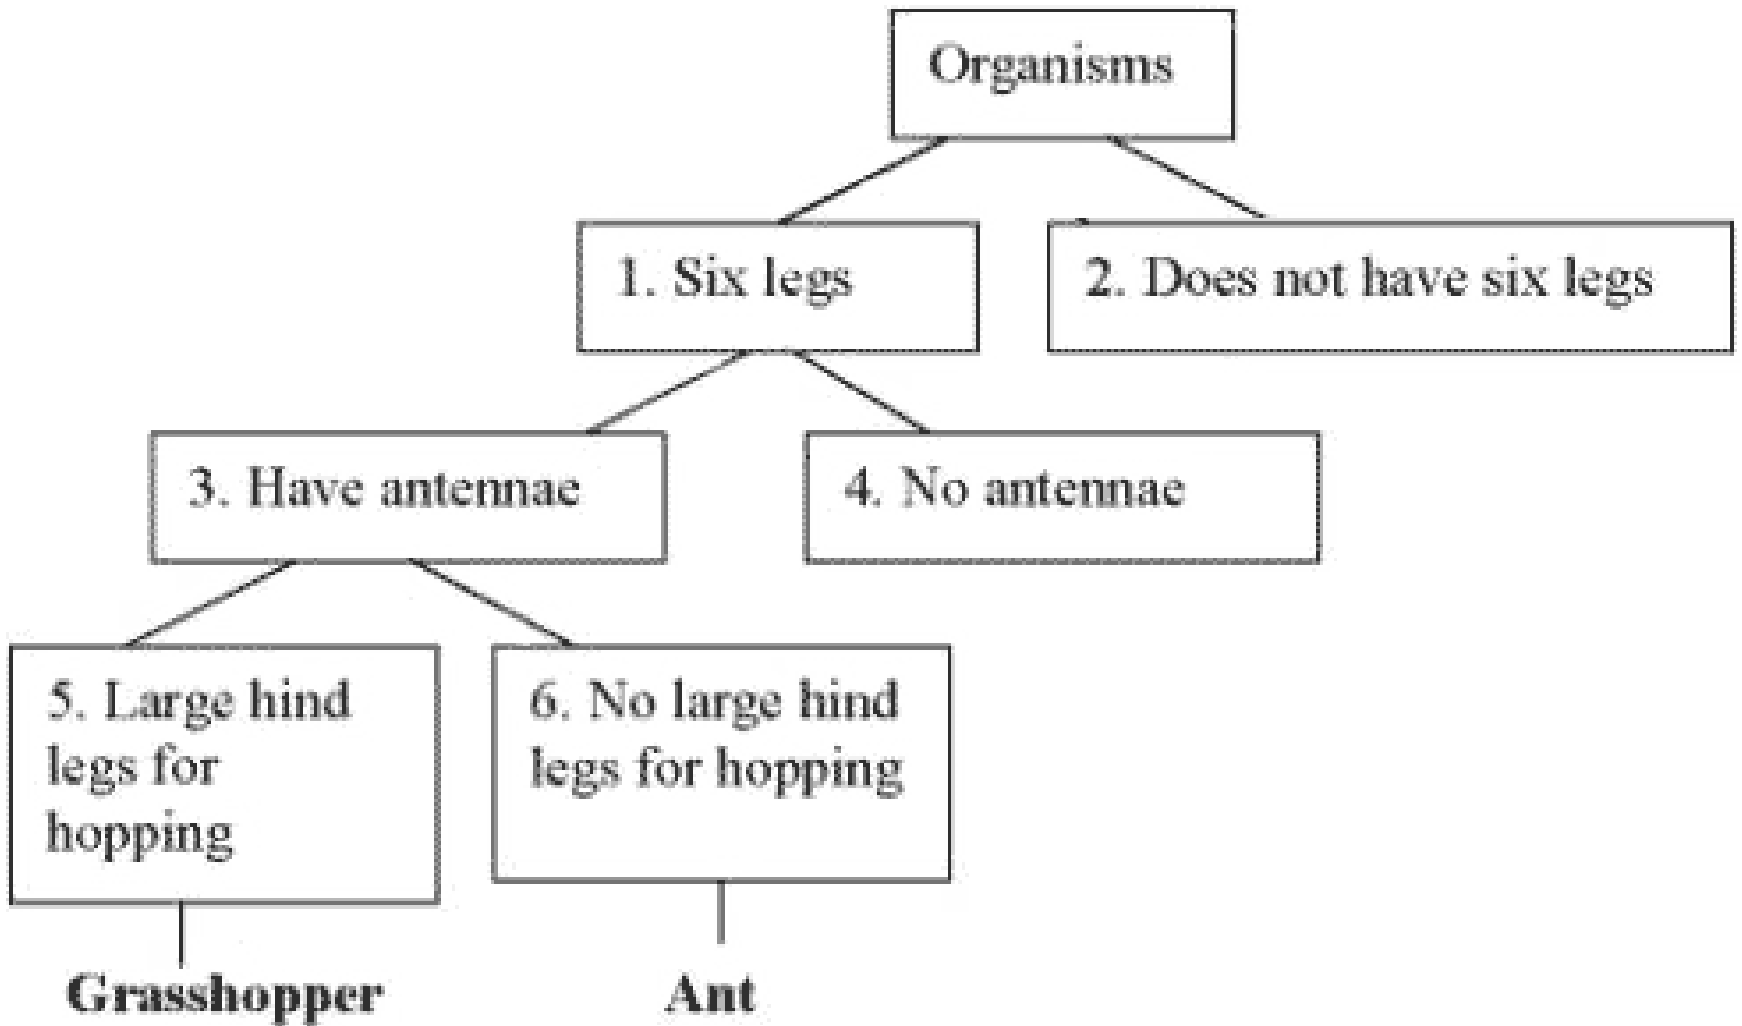 Organisms
1. Six legs
2. Does not have six legs
3. Have antennae
4. No antennae
5. Large hind
legs for
hopping
6. No large hind
legs for hopping
Grasshopper
Ant